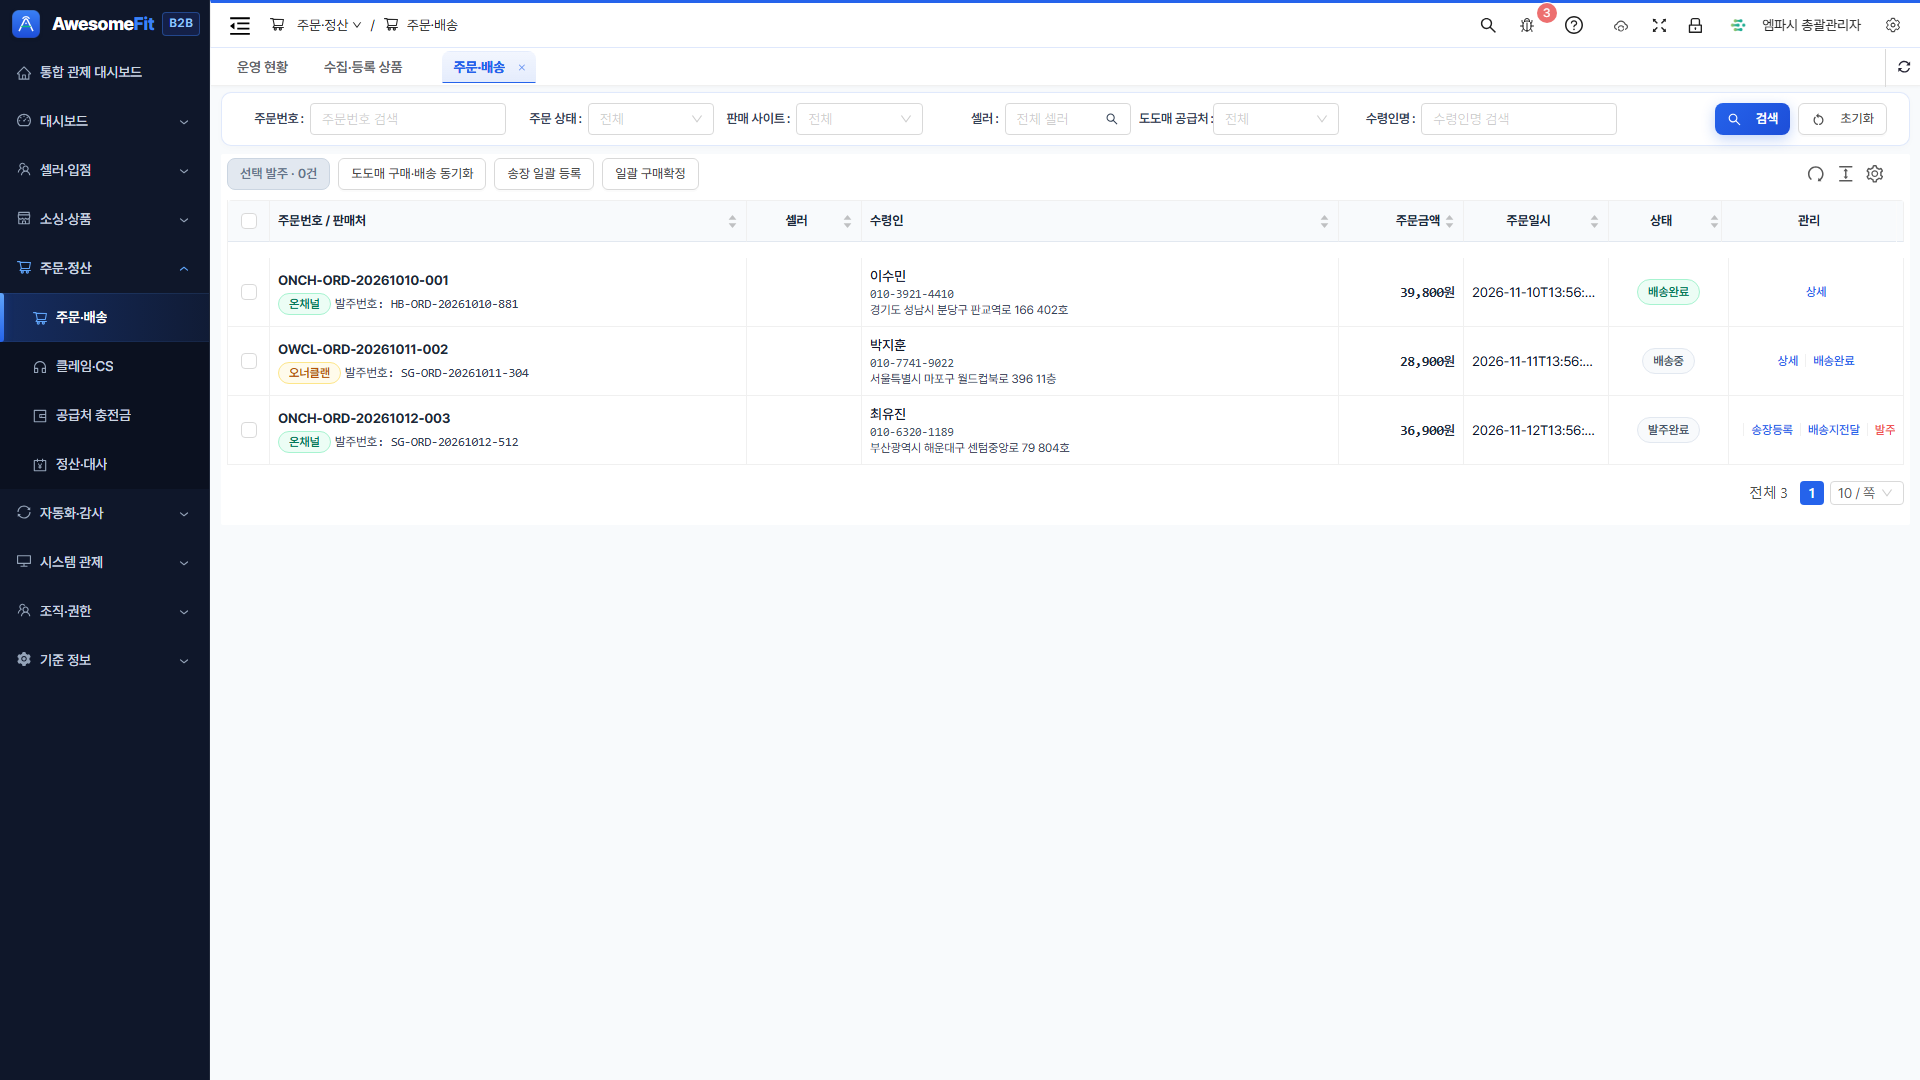 AwesomeFit B2B
통합 관제 대시보드
대시보드
셀러·입점
소싱·상품
주문·정산
주문·배송
클레임·CS
공급처 충전금
정산·대사
자동화·감사
시스템 관제
조직·권한
기준 정보
주문·정산 / 주문·배송
3
엠파시 총괄관리자
운영 현황 수집·등록 상품 주문·배송 ×
주문번호 : 주문번호 검색 주문 상태 : 전체 판매 사이트 : 전체 셀러 : 전체 셀러 도도매 공급처 : 전체 수령인명 : 수령인명 검색 검색 초기화
선택 발주 · 0건 도도매 구매·배송 동기화 송장 일괄 등록 일괄 구매확정
주문번호 / 판매처 셀러 수령인 주문금액 주문일시 상태 관리
ONCH-ORD-20261010-001
온채널 발주번호: HB-ORD-20261010-881
이수민
010-3921-4410
경기도 성남시 분당구 판교역로 166 402호
39,800원 2026-11-10T13:56:... 배송완료 상세
OWCL-ORD-20261011-002
오너클랜 발주번호: SG-ORD-20261011-304
박지훈
010-7741-9022
서울특별시 마포구 월드컵북로 396 11층
28,900원 2026-11-11T13:56:... 배송중 상세 배송완료
ONCH-ORD-20261012-003
온채널 발주번호: SG-ORD-20261012-512
최유진
010-6320-1189
부산광역시 해운대구 센텀중앙로 79 804호
36,900원 2026-11-12T13:56:... 발주완료 송장등록 배송지전달 발주
전체 3 1 10 / 쪽